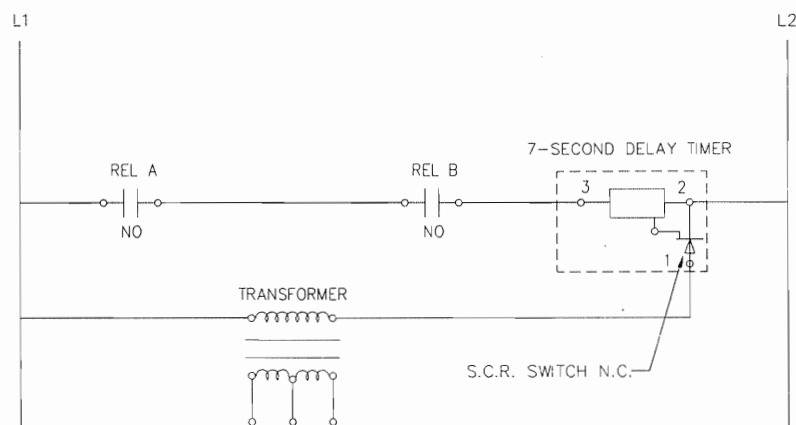 L1
L2
7-SECOND DELAY TIMER
REL A
REL B
3
2
NO
NO
1
TRANSFORMER
S.C.R. SWITCH N.C.